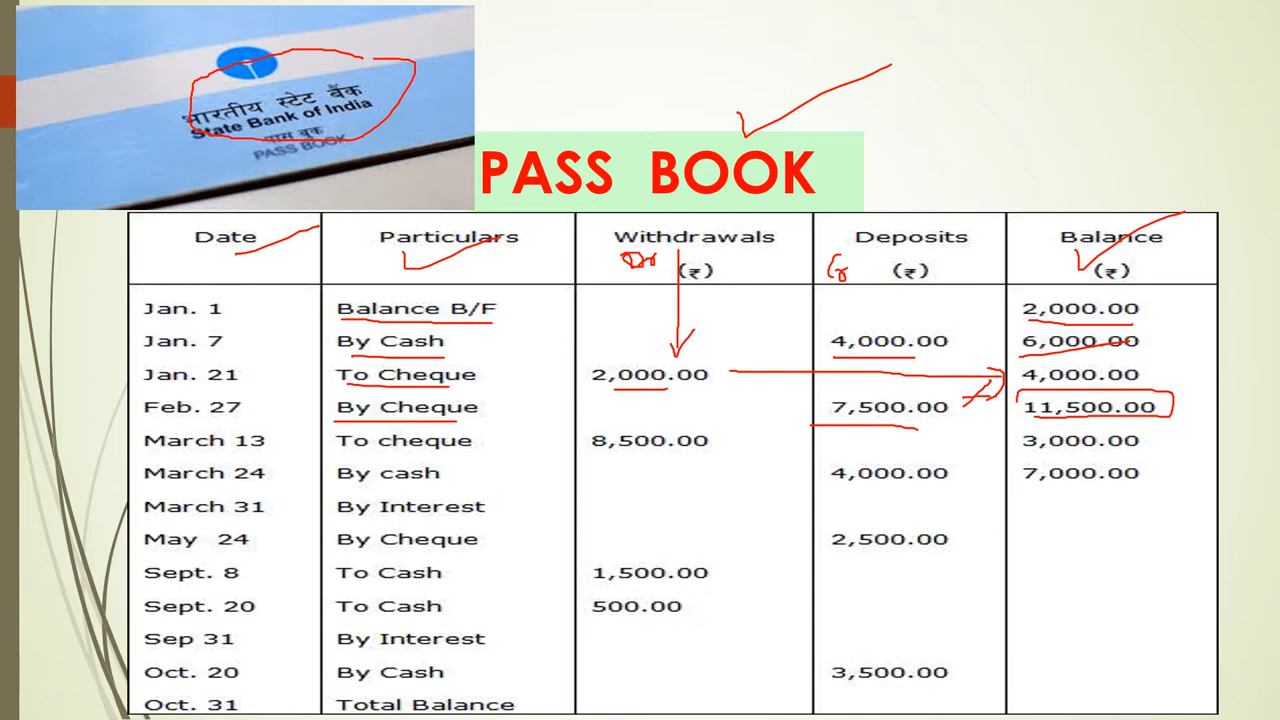 भारतीय स्टेट बैंक
State Bank of India
पास बुक
PASS BOOK
PASS BOOK
Date Particulars Withdrawals Deposits Balance
Dr (₹) Cr (₹) (₹)
Jan. 1 Balance B/F 2,000.00
Jan. 7 By Cash 4,000.00 6,000.00
Jan. 21 To Cheque 2,000.00 4,000.00
Feb. 27 By Cheque 7,500.00 11,500.00
March 13 To cheque 8,500.00 3,000.00
March 24 By cash 4,000.00 7,000.00
March 31 By Interest
May 24 By Cheque 2,500.00
Sept. 8 To Cash 1,500.00
Sept. 20 To Cash 500.00
Sep 31 By Interest
Oct. 20 By Cash 3,500.00
Oct. 31 Total Balance